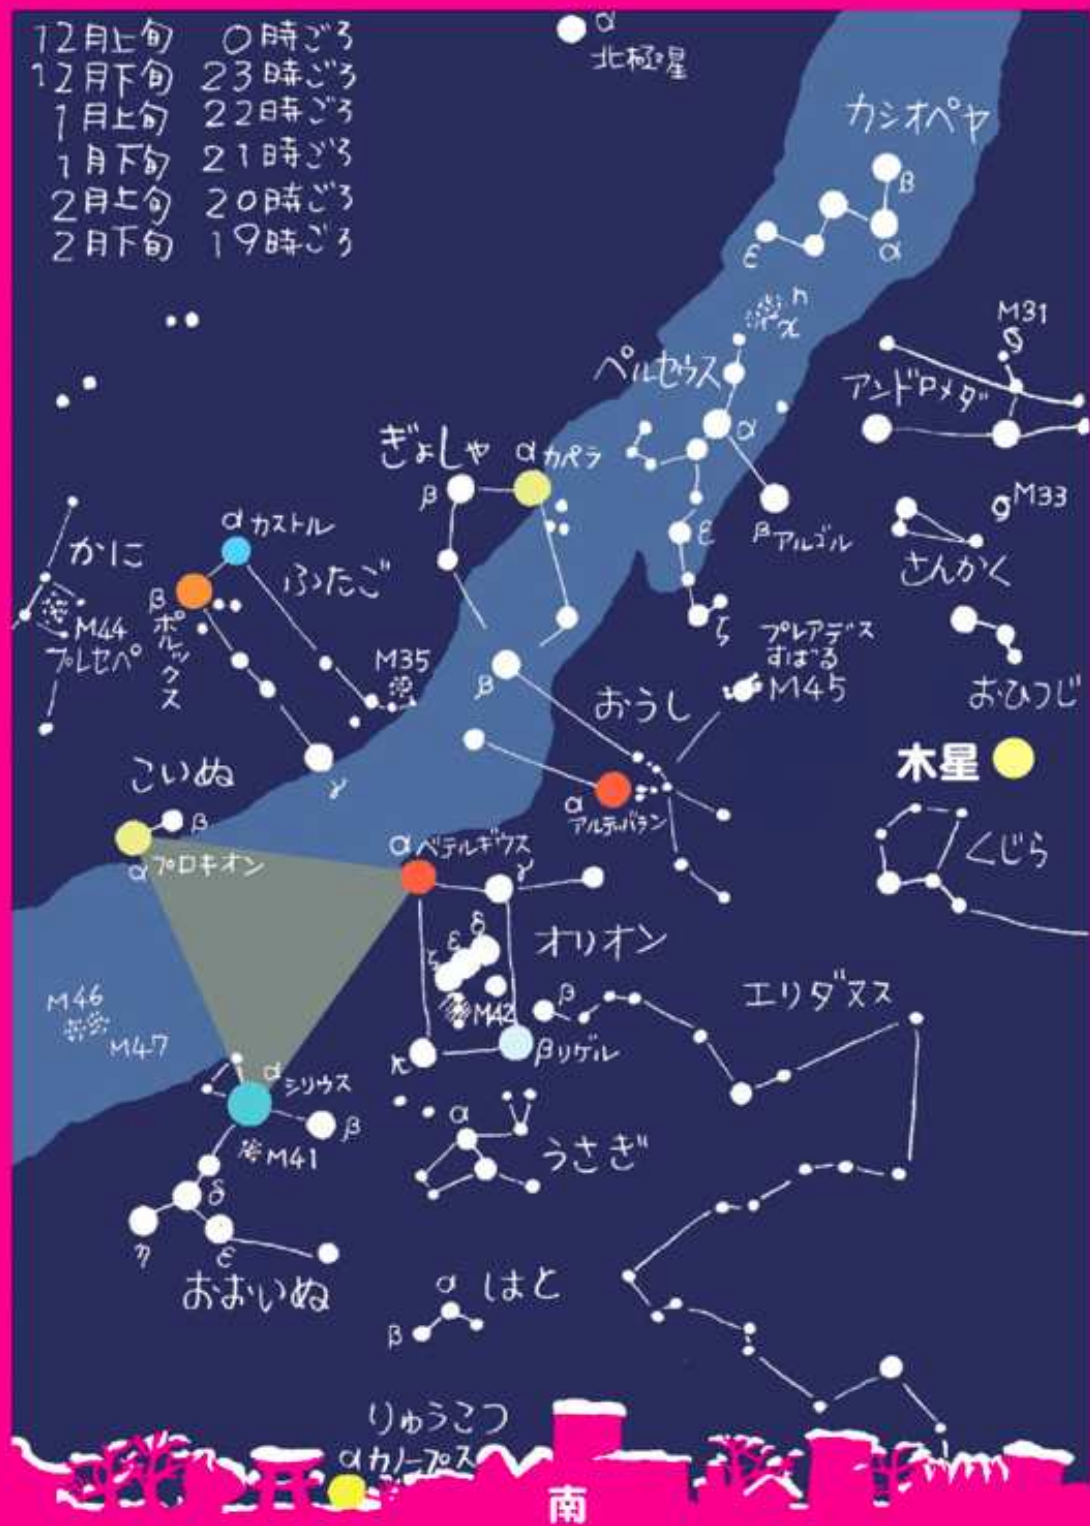 12月上旬 0時ごろ
12月下旬 23時ごろ
1月上旬 22時ごろ
1月下旬 21時ごろ
2月上旬 20時ごろ
2月下旬 19時ごろ
α
北極星
カシオペヤ
β
α
ε
h
χ
M31
ペルセウス
アンドロメダ
α
ぎょしゃ
α カペラ
β
M33
ε
β アルゴル
さんかく
α カストル
かに
ふたご
β ポルックス
M44
プレセペ
ζ
プレアデス
すばる
M45
M35
β
おうし
おひつじ
木星
こいぬ
γ
β
α アルデバラン
α プロキオン
α ベテルギウス
γ
くじら
δ
ε
ζ
オリオン
M42
エリダヌス
β
M46
M47
κ
β リゲル
α シリウス
β
α
M41
うさぎ
δ
η
ε
おおいぬ
α はと
β
りゅうこつ
α カノープス
南